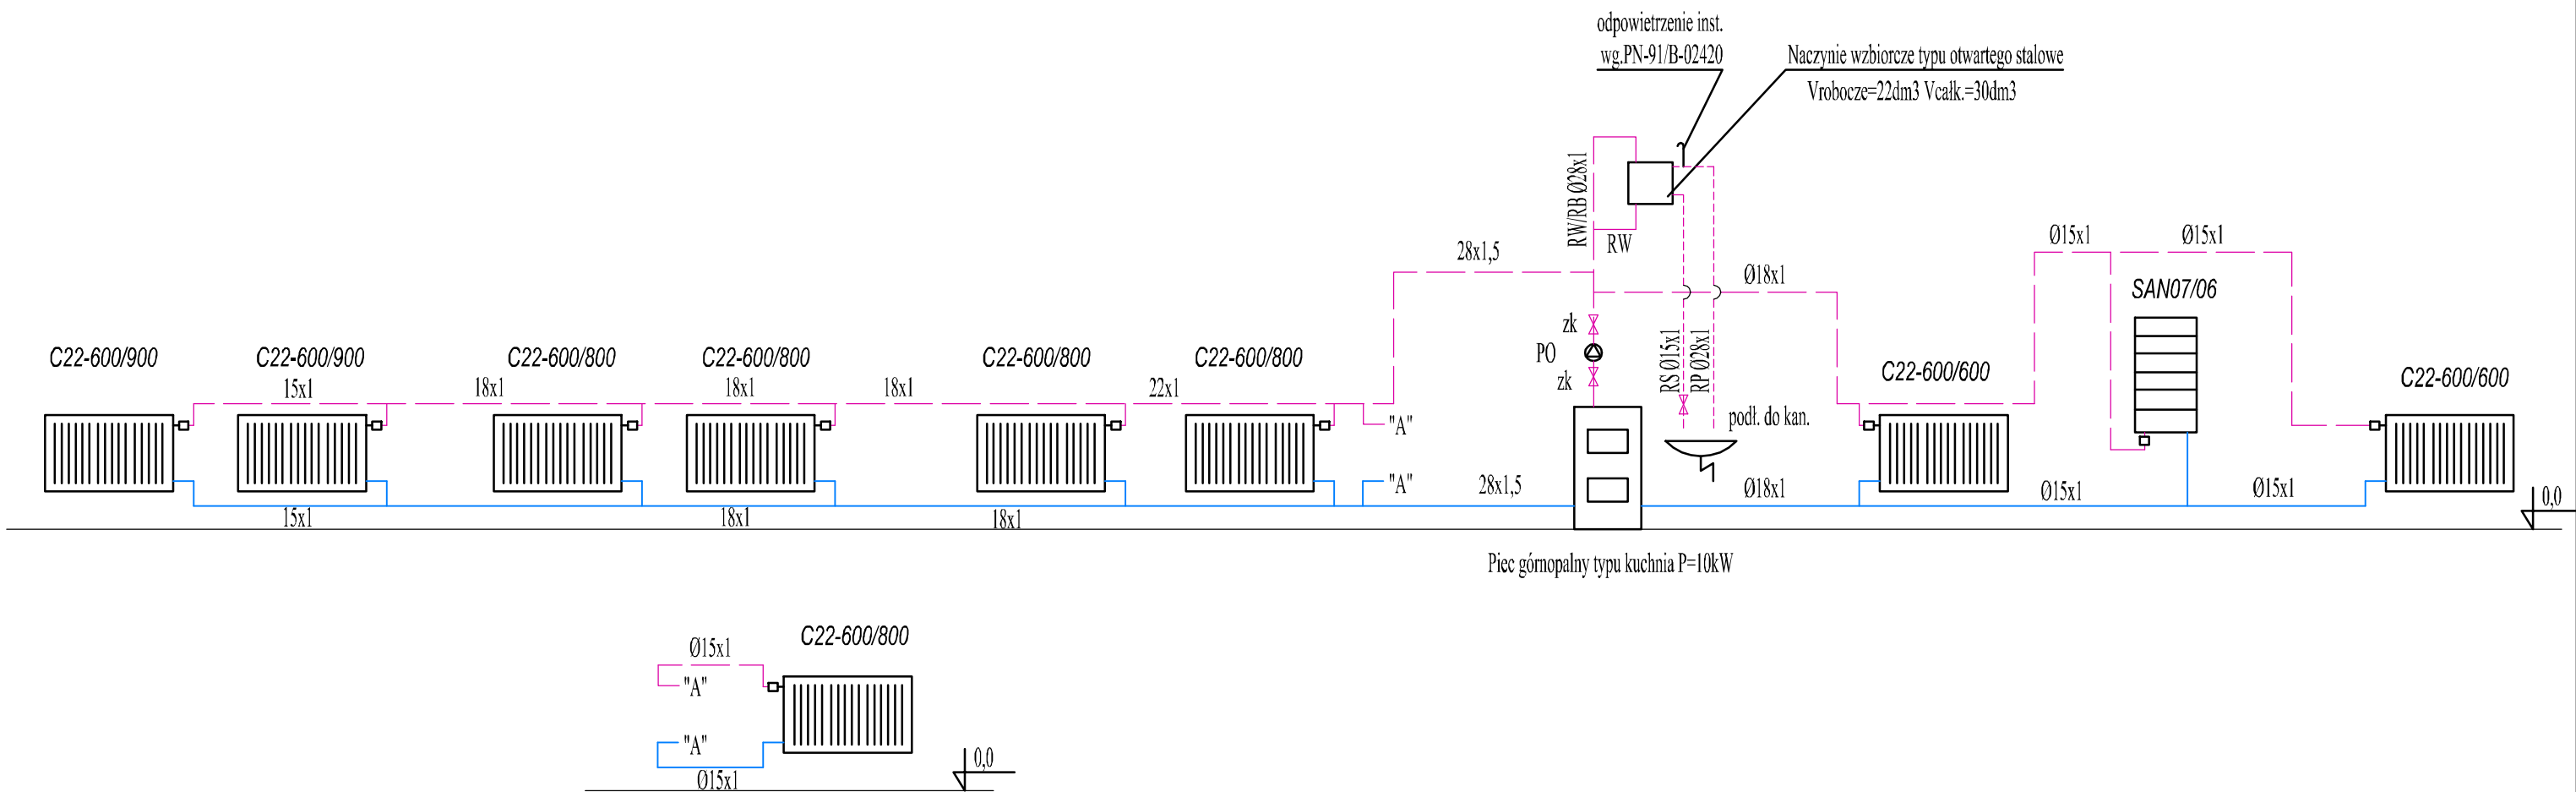 odpowietrzenie inst.
wg.PN-91/B-02420
Naczynie wzbiorcze typu otwartego stalowe
Vrobocze=22dm3 Vcałk.=30dm3
RW/RB Ø28x1
RW
28x1,5
Ø18x1
Ø15x1
Ø15x1
SAN07/06
zk
PO
zk
RS Ø15x1
RP Ø28x1
podł. do kan.
C22-600/900
C22-600/900
C22-600/800
C22-600/800
C22-600/800
C22-600/800
C22-600/600
C22-600/600
15x1
18x1
18x1
18x1
22x1
"A"
"A"
28x1,5
Ø18x1
Ø15x1
Ø15x1
0,0
15x1
18x1
18x1
Piec górnopalny typu kuchnia P=10kW
C22-600/800
Ø15x1
"A"
"A"
Ø15x1
0,0